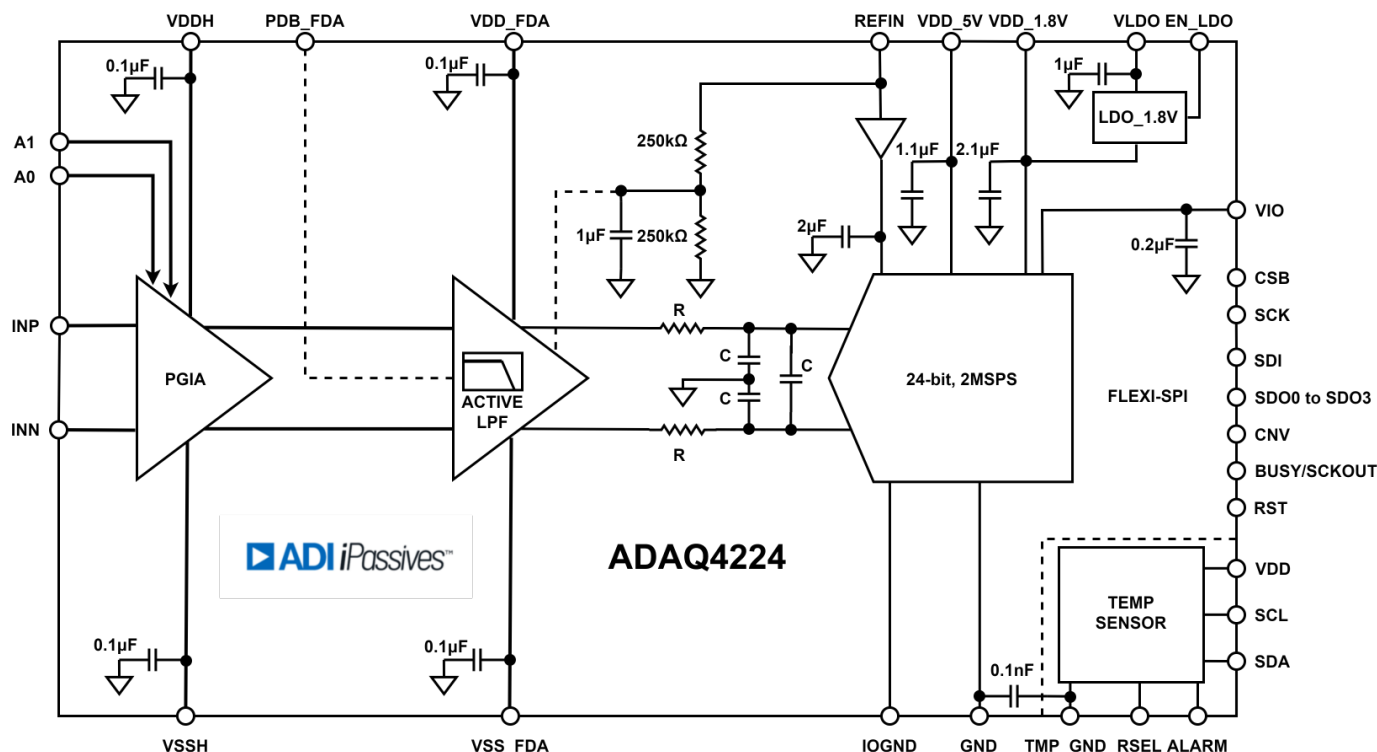 VDDH PDB_FDA VDD_FDA REFIN VDD_5V VDD_1.8V VLDO EN_LDO
0.1µF 0.1µF 1µF
LDO_1.8V
A1
250kΩ 1.1µF 2.1µF
A0
VIO
1µF 250kΩ 2µF 0.2µF
CSB
R SCK
INP
C C SDI
PGIA 24-bit, 2MSPS FLEXI-SPI
ACTIVE
LPF
C SDO0 to SDO3
INN CNV
R
BUSY/SCKOUT
RST
ADI iPassives™ ADAQ4224
VDD
TEMP
SENSOR
SCL
0.1µF 0.1µF SDA
0.1nF
VSSH VSS_FDA IOGND GND TMP_GND RSEL ALARM